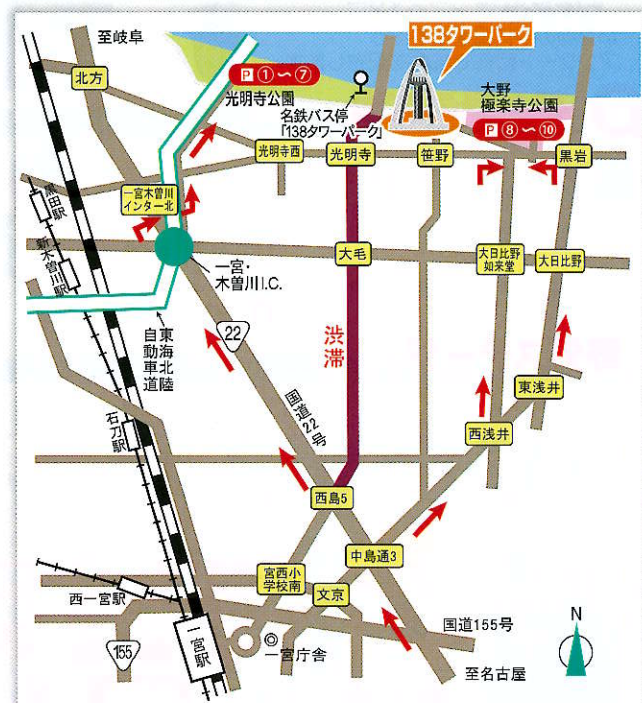 138タワーパーク
至岐阜
北方
P ①～⑦
光明寺公園
名鉄バス停
『138タワーパーク』
大野
極楽寺公園
P ⑧～⑩
光明寺西
光明寺
笹野
黒岩
一宮木曽川
インター北
黒田駅
新木曽川駅
大毛
大日比野
如来堂
大日比野
一宮・
木曽川I.C.
22
渋滞
東海北陸
自動車道
国道22号
石刀駅
東浅井
西浅井
西島5
中島通3
宮西小
学校南
文京
西一宮駅
国道155号
155
一宮駅
一宮庁舎
至名古屋
N